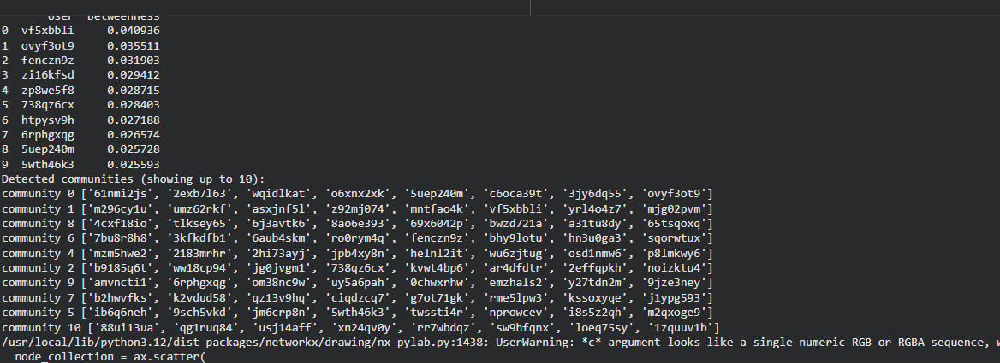 user  betweenness
0  vf5xbbli     0.040936
1  ovyf3ot9     0.035511
2  fenczn9z     0.031903
3  zi16kfsd     0.029412
4  zp8we5f8     0.028715
5  738qz6cx     0.028403
6  htpysv9h     0.027188
7  6rphgxqg     0.026574
8  5uep240m     0.025728
9  5wth46k3     0.025593
Detected communities (showing up to 10):
community 0 ['61nmi2js', '2exb7l63', 'wqidlkat', 'o6xnx2xk', '5uep240m', 'c6oca39t', '3jy6dq55', 'ovyf3ot9']
community 1 ['m296cy1u', 'umz62rkf', 'asxjnf5l', 'z92mj074', 'mntfao4k', 'vf5xbbli', 'yrl4o4z7', 'mjg02pvm']
community 8 ['4cxf18io', 'tlksey65', '6j3avtk6', '8ao6e393', '69x6042p', 'bwzd721a', 'a31tu8dy', '65tsqoxq']
community 6 ['7bu8r8h8', '3kfkdfb1', '6aub4skm', 'ro0rym4q', 'fenczn9z', 'bhy9lotu', 'hn3u0ga3', 'sqorwtux']
community 4 ['mzm5hwe2', '2183mrhr', '2hi73ayj', 'jpb4xy8n', 'helnl2it', 'wu6zjtug', 'osd1nmw6', 'p8lmkwy6']
community 2 ['b9185q6t', 'ww18cp94', 'jg0jvgm1', '738qz6cx', 'kvwt4bp6', 'ar4dfdtr', '2effqpkh', 'noizktu4']
community 9 ['amvncti1', '6rphgxqg', 'om38nc9w', 'uy5a6pah', '0chwxrhw', 'emzhals2', 'y27tdn2m', '9jze3ney']
community 7 ['b2hwvfks', 'k2vdud58', 'qz13v9hq', 'ciqdzcq7', 'g7ot71gk', 'rme5lpw3', 'kssoxyqe', 'j1ypg593']
community 5 ['ib6q6neh', '9sch5vkd', 'jm6crp8n', '5wth46k3', 'twssti4r', 'nprowcev', 'i8s5z2qh', 'm2qxoge9']
community 10 ['88ui13ua', 'qg1ruq84', 'usj14aff', 'xn24qv0y', 'rr7wbdqz', 'sw9hfqnx', 'loeq75sy', '1zquuv1b']
/usr/local/lib/python3.12/dist-packages/networkx/drawing/nx_pylab.py:1438: UserWarning: *c* argument looks like a single numeric RGB or RGBA sequence, w
node_collection = ax.scatter(